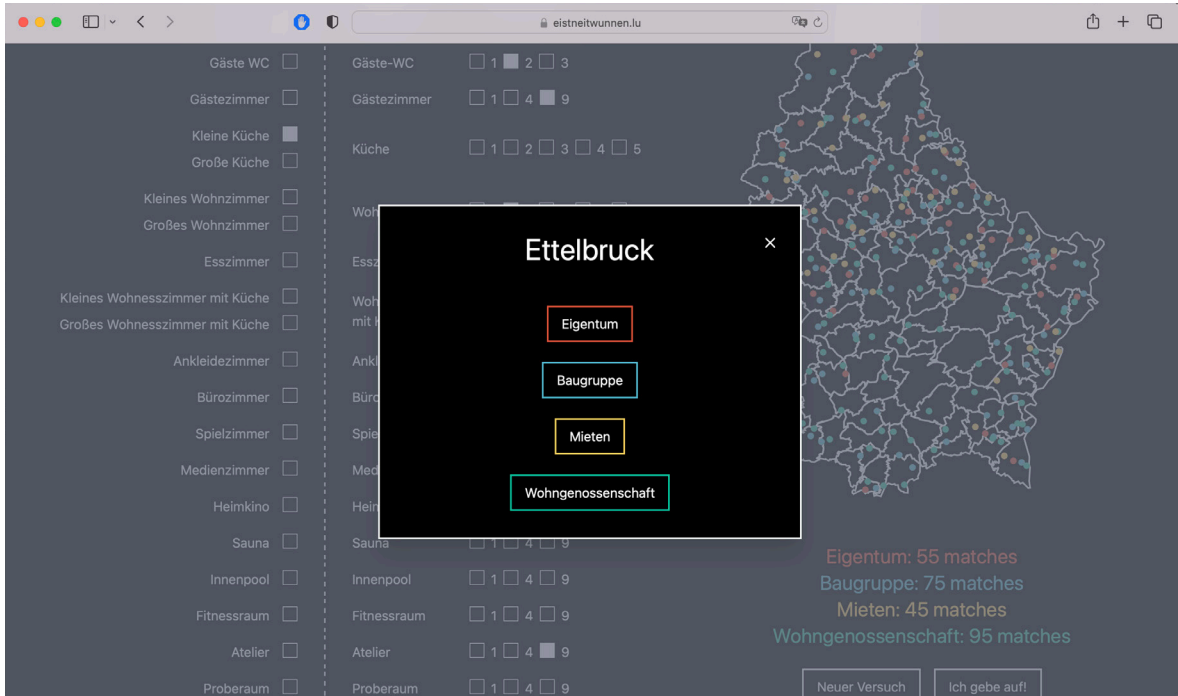 eistneitwunnen.lu
Gäste WC
Gästezimmer
Kleine Küche
Große Küche
Kleines Wohnzimmer
Großes Wohnzimmer
Esszimmer
Kleines Wohnesszimmer mit Küche
Großes Wohnesszimmer mit Küche
Ankleidezimmer
Bürozimmer
Spielzimmer
Medienzimmer
Heimkino
Sauna
Innenpool
Fitnessraum
Atelier
Proberaum
Gäste-WC 1 2 3
Gästezimmer 1 4 9
Küche 1 2 3 4 5
Sauna 1 4 9
Innenpool 1 4 9
Fitnessraum 1 4 9
Atelier 1 4 9
Proberaum 1 4 9
Ettelbruck
Eigentum
Baugruppe
Mieten
Wohngenossenschaft
Eigentum: 55 matches
Baugruppe: 75 matches
Mieten: 45 matches
Wohngenossenschaft: 95 matches
Neuer Versuch
Ich gebe auf!